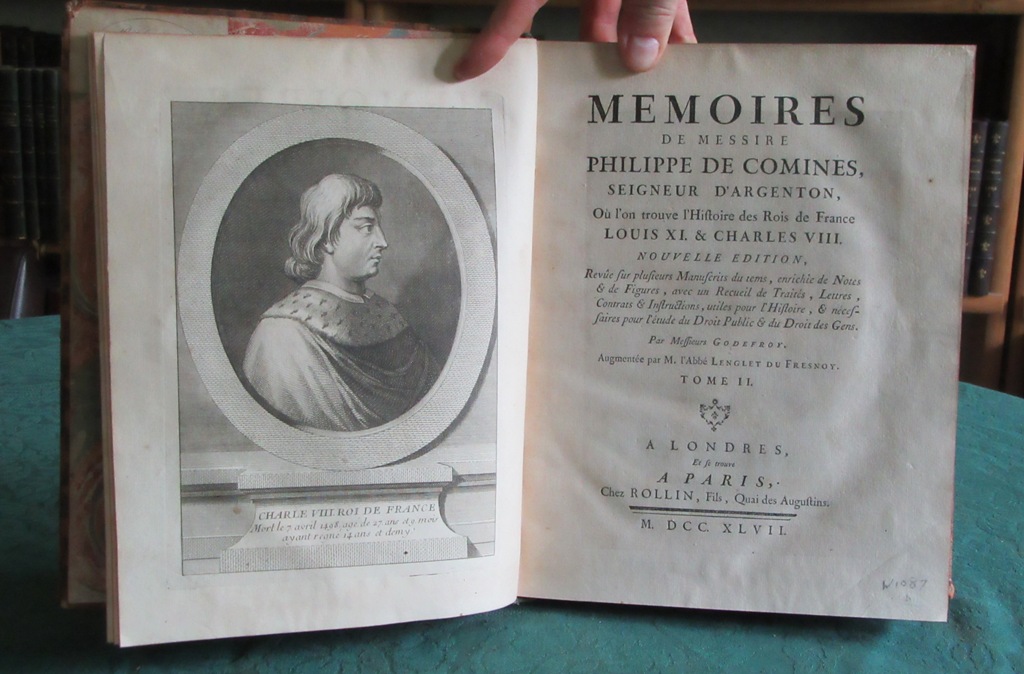 CHARLE VIII. ROI DE FRANCE
Mort le 7 avril 1498. agé de 27 ans et 9 mois
ayant regné 14 ans et demy
MEMOIRES
DE MESSIRE
PHILIPPE DE COMINES,
SEIGNEUR D'ARGENTON,
Où l'on trouve l'Hiſtoire des Rois de France
LOUIS XI. & CHARLES VIII.
NOUVELLE EDITION,
Revûe ſur pluſieurs Manuſcrits du tems, enrichie de Notes
& de Figures, avec un Recueil de Traités, Lettres,
Contrats & Inſtructions, utiles pour l'Hiſtoire, & néceſ-
ſaires pour l'étude du Droit Public & du Droit des Gens.
Par Meſſieurs GODEFROY.
Augmentée par M. l'Abbé LENGLET DU FRESNOY.
TOME II.
A LONDRES,
Et ſe trouve
A PARIS,
Chez ROLLIN, Fils, Quai des Auguſtins.
M. DCC. XLVII.